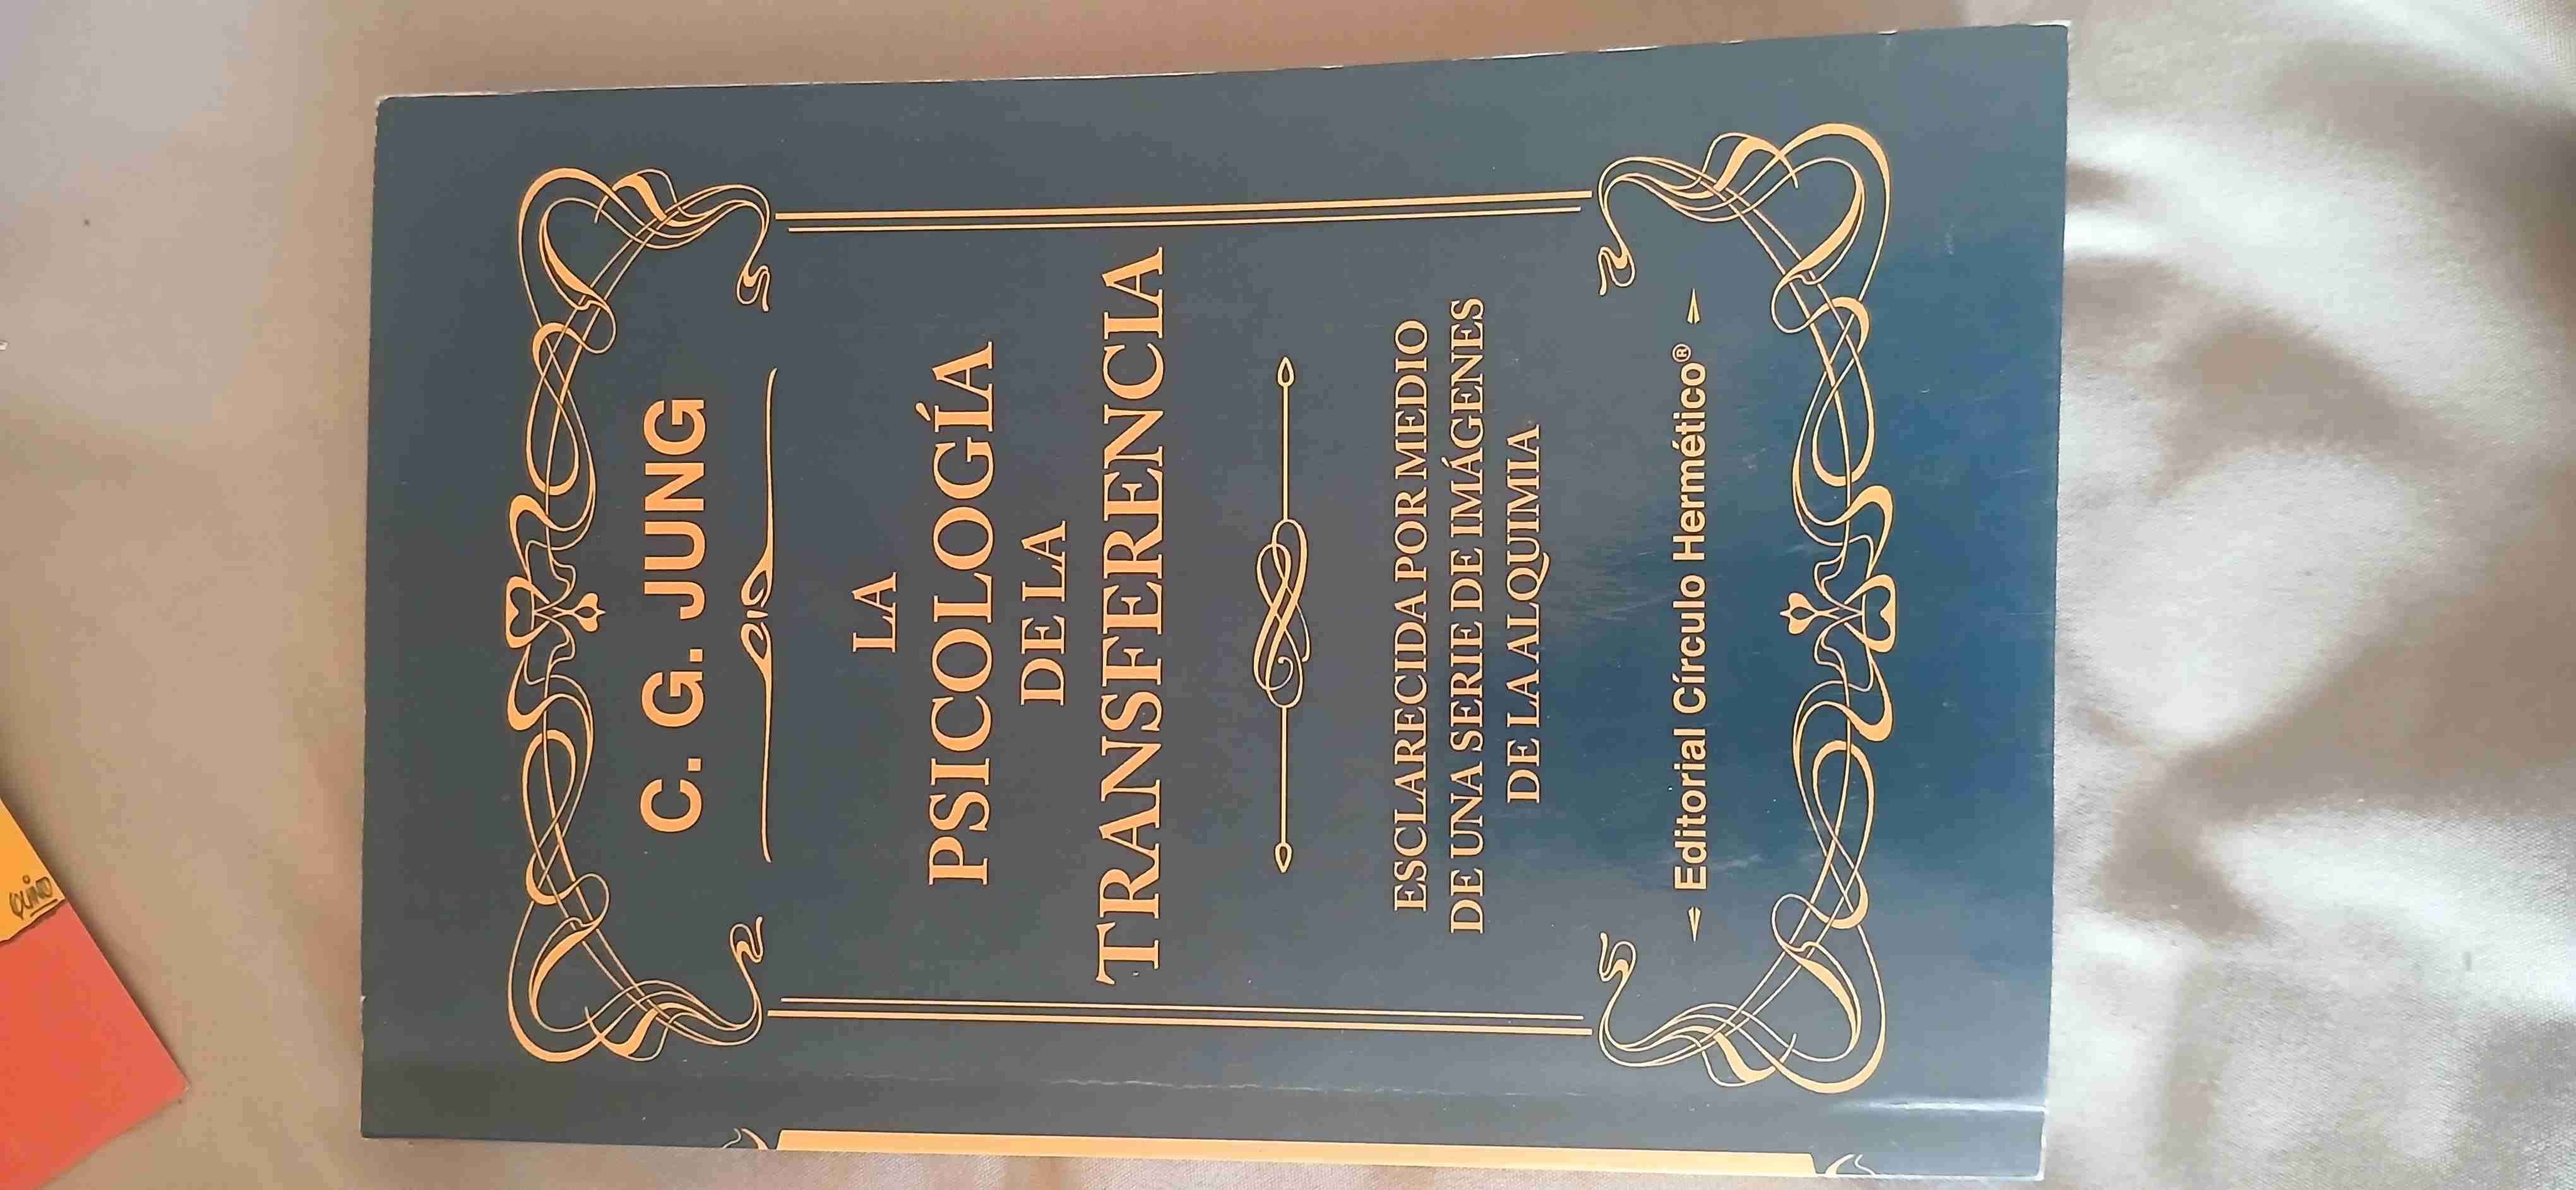 C. G. JUNG
LA
PSICOLOGÍA
DE LA
TRANSFERENCIA
ESCLARECIDA POR MEDIO
DE UNA SERIE DE IMÁGENES
DE LA ALQUIMIA
Editorial Círculo Hermético®
QUINO